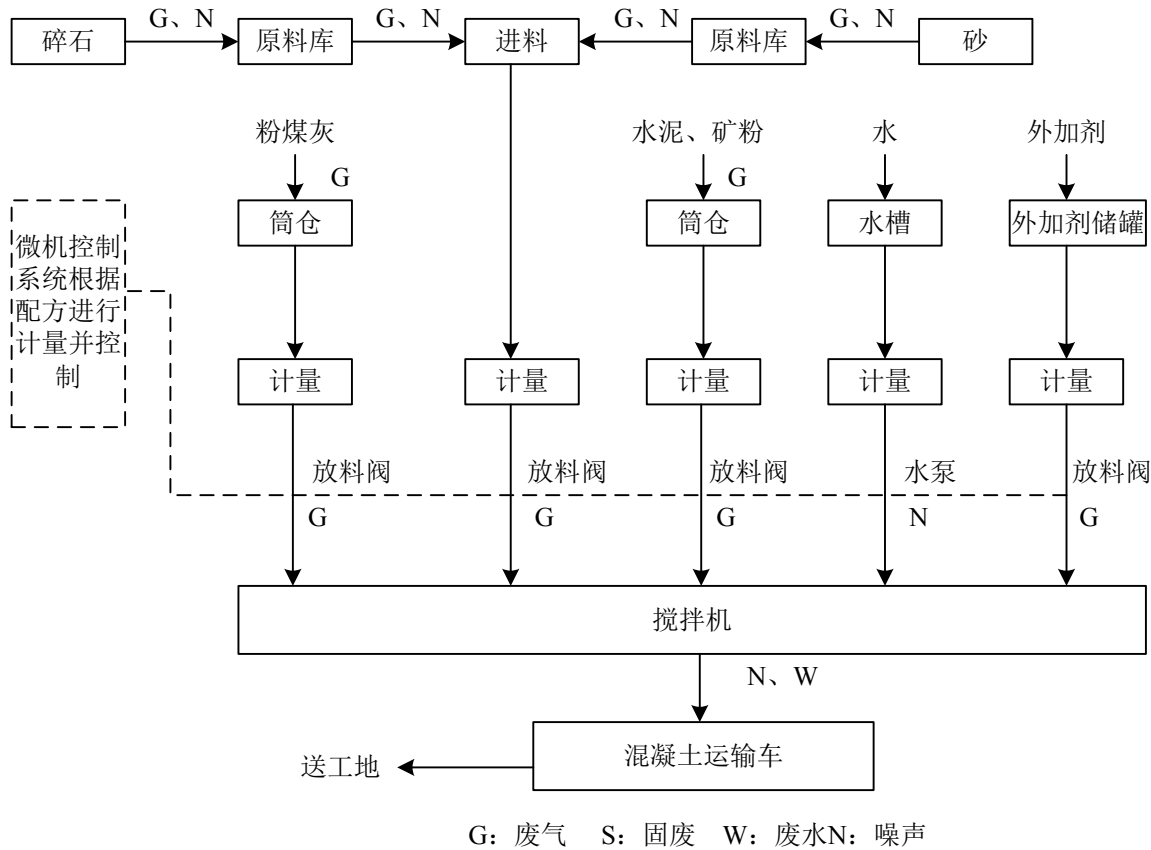 G、N G、N G、N G、N
碎石 原料库 进料 原料库 砂
粉煤灰 水泥、矿粉 水 外加剂
G G
筒仓 筒仓 水槽 外加剂储罐
微机控制
系统根据
配方进行
计量并控
制
计量 计量 计量 计量 计量
放料阀 放料阀 放料阀 水泵 放料阀
G G G N G
搅拌机
N、W
混凝土运输车
送工地
G：废气 S：固废 W：废水N：噪声